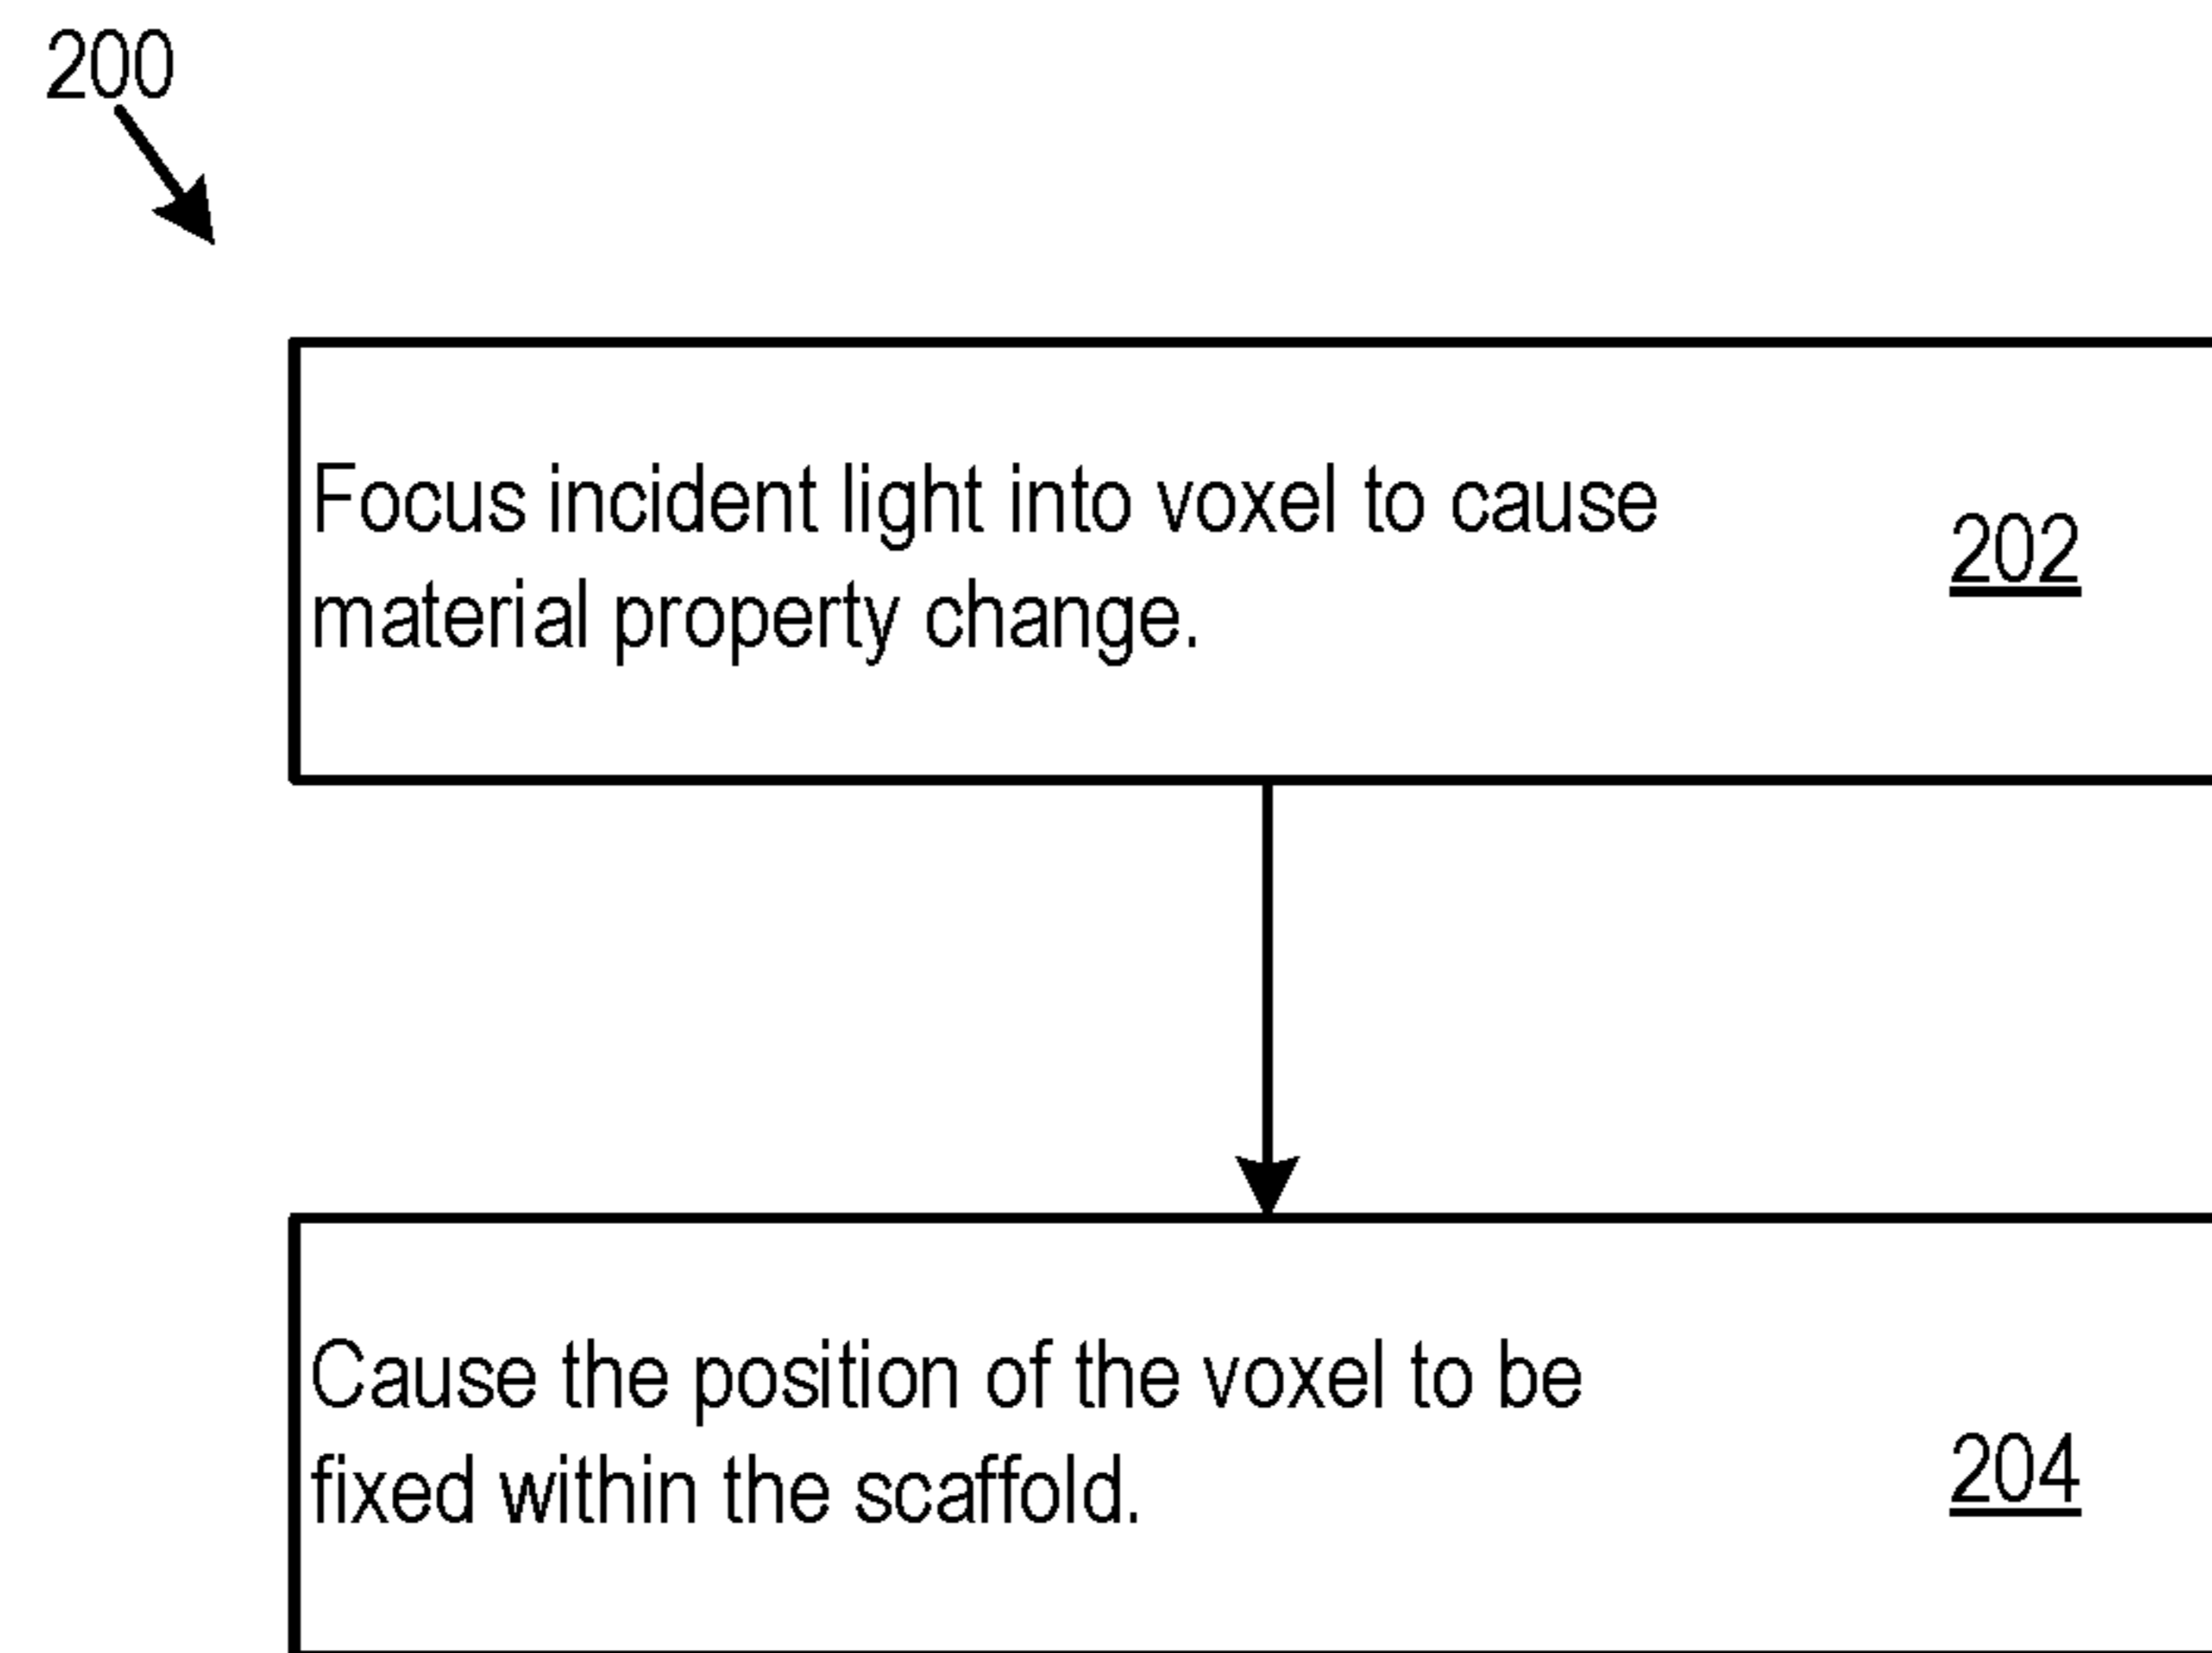 200
Focus incident light into voxel to cause
material property change.
202
Cause the position of the voxel to be
fixed within the scaffold.
204